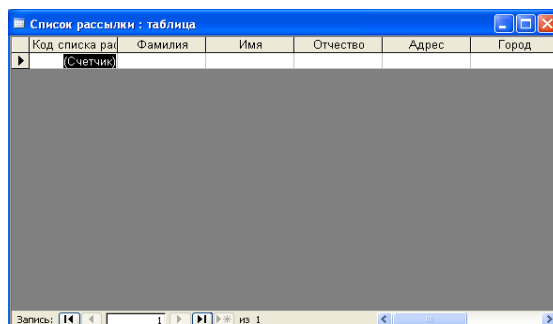 Список рассылки : таблица
Код списка рас Фамилия Имя Отчество Адрес Город
(Счетчик)
Запись: 1 из 1